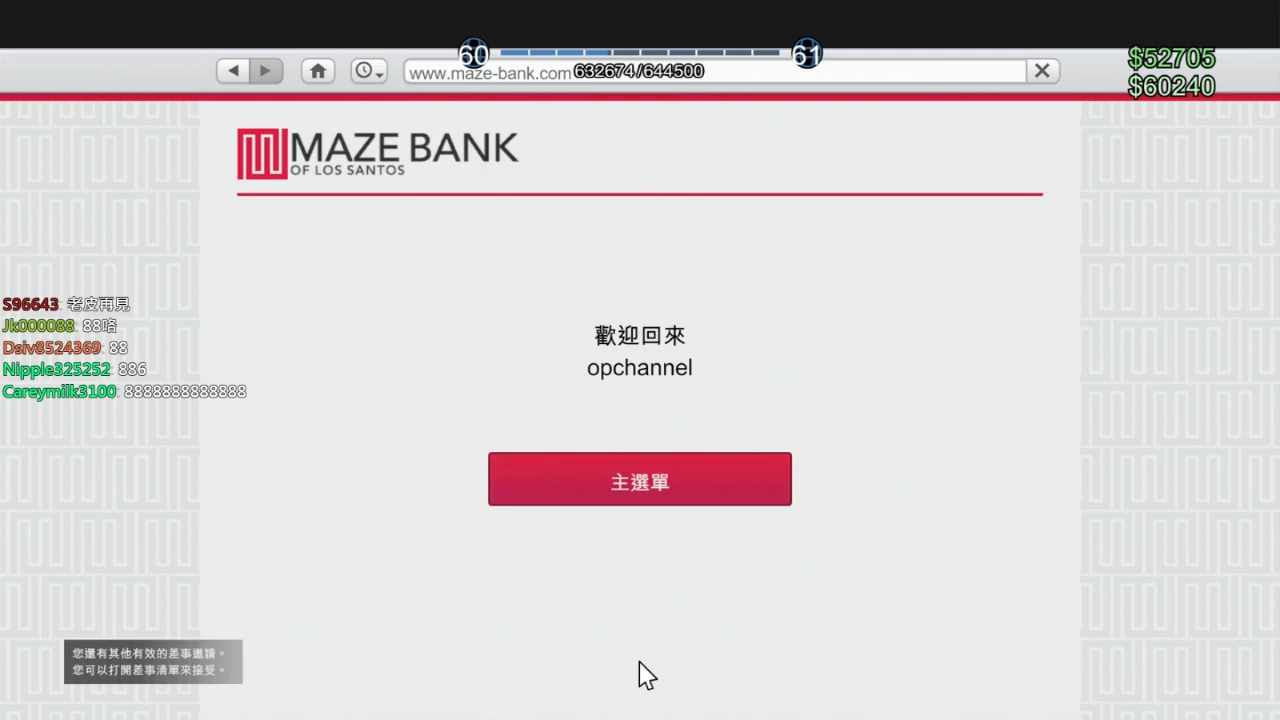 60
61
www.maze-bank.com
632674/644500
$52705
$60240
MAZE BANK
OF LOS SANTOS
S96643: 老皮再見
Jk000088: 88咯
Dsiv8524369: 88
Nipple325252: 886
Careymilk3100: 8888888888888
歡迎回來
opchannel
主選單
您還有其他有效的差事邀請。
您可以打開差事清單來接受。